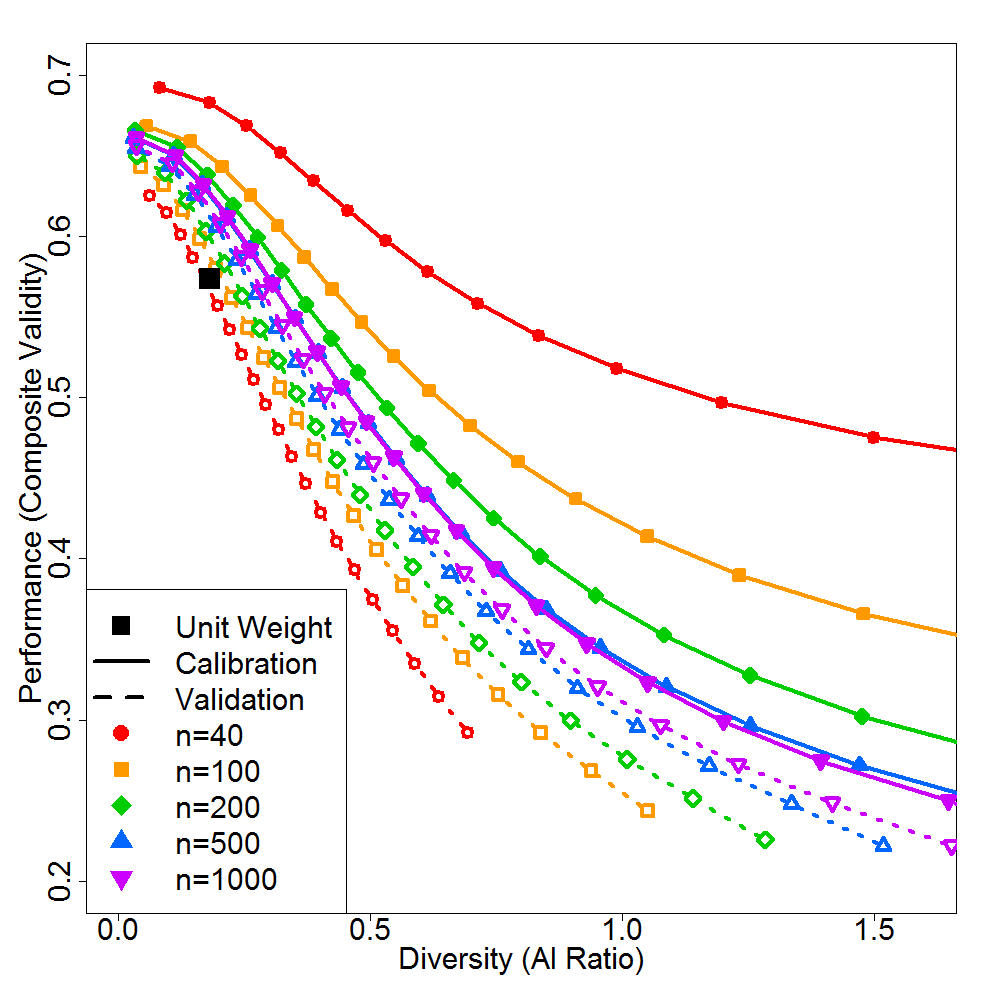 Performance (Composite Validity)
0.7
0.6
0.5
0.4
0.3
0.2
Unit Weight
Calibration
Validation
n=40
n=100
n=200
n=500
n=1000
0.0 0.5 1.0 1.5
Diversity (AI Ratio)